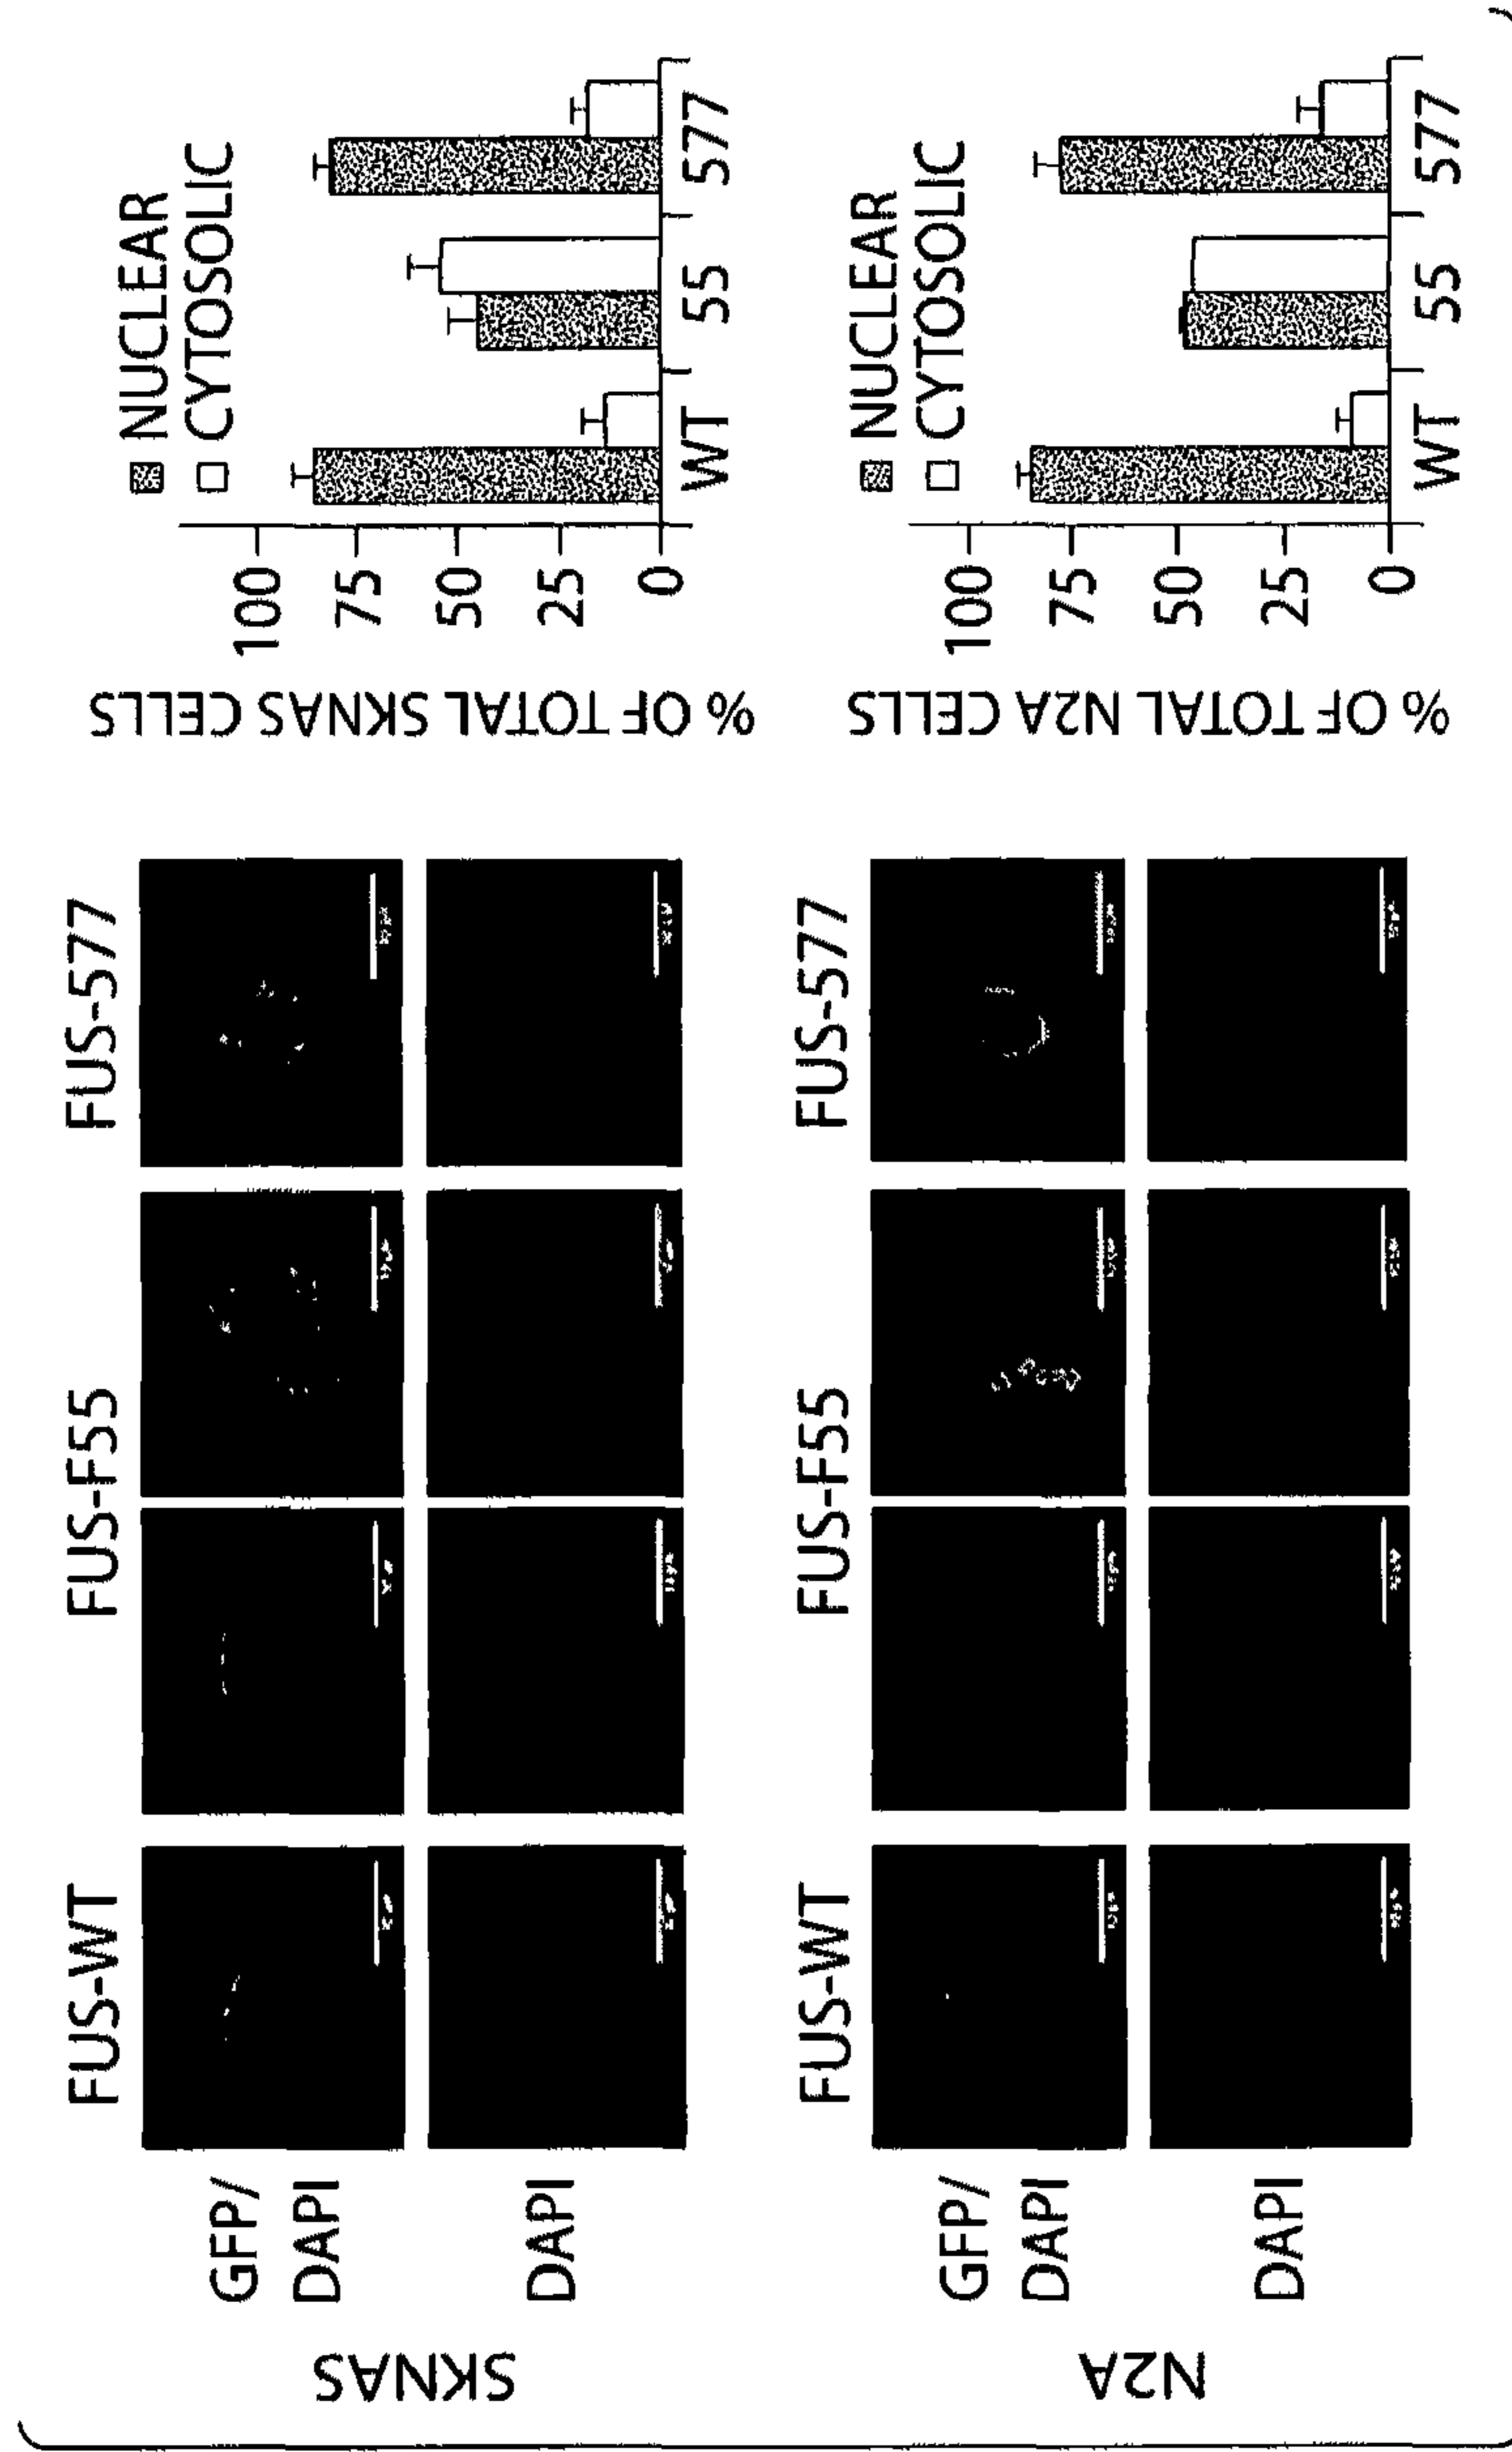 SKNAS
FUS-WT
FUS-F55
FUS-577
GFP/
DAPI
DAPI
% OF TOTAL SKNAS CELLS
100
75
50
25
0
NUCLEAR
CYTOSOLIC
WT
55
577
N2A
FUS-WT
FUS-F55
FUS-577
GFP/
DAPI
DAPI
% OF TOTAL N2A CELLS
100
75
50
25
0
NUCLEAR
CYTOSOLIC
WT
55
577